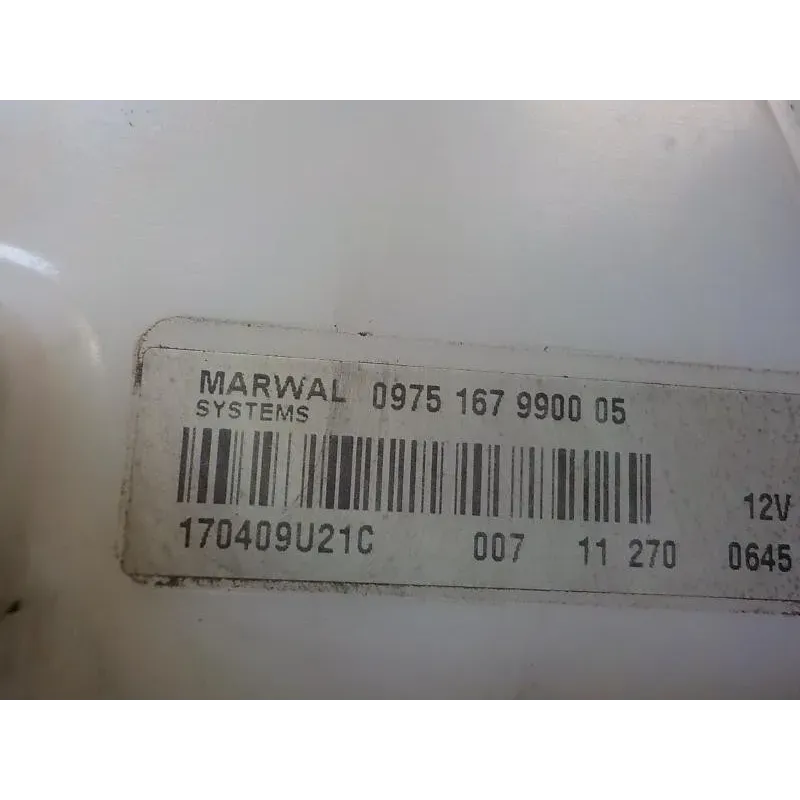 MARWAL 0975 167 9900 05
SYSTEMS
12V
170409U21C 007 11 270 0645